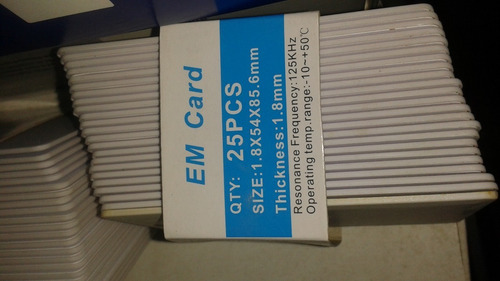 EM Card
QTY: 25PCS
SIZE:1.8X54X85.6mm
Thickness:1.8mm
Resonance Frequency:125KHz
Operating temp.range:-10~+50℃